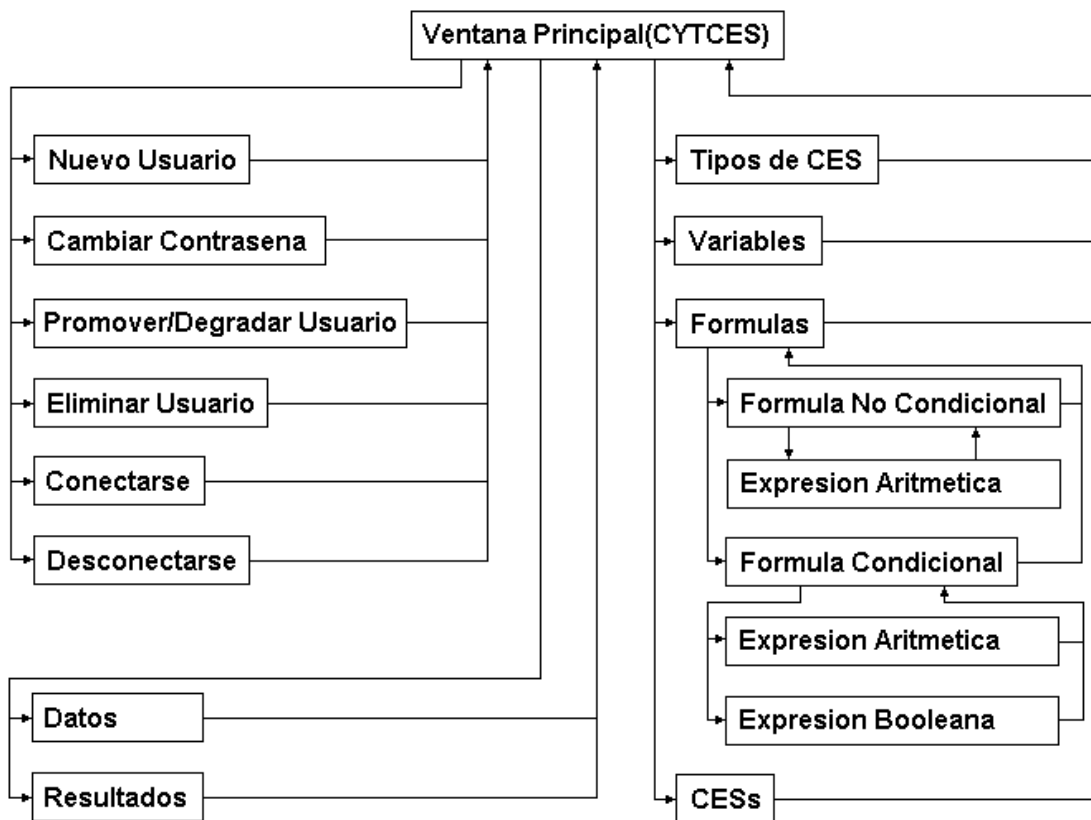 Ventana Principal(CYTCES)
Nuevo Usuario
Cambiar Contrasena
Promover/Degradar Usuario
Eliminar Usuario
Conectarse
Desconectarse
Datos
Resultados
Tipos de CES
Variables
Formulas
Formula No Condicional
Expresion Aritmetica
Formula Condicional
Expresion Aritmetica
Expresion Booleana
CESs